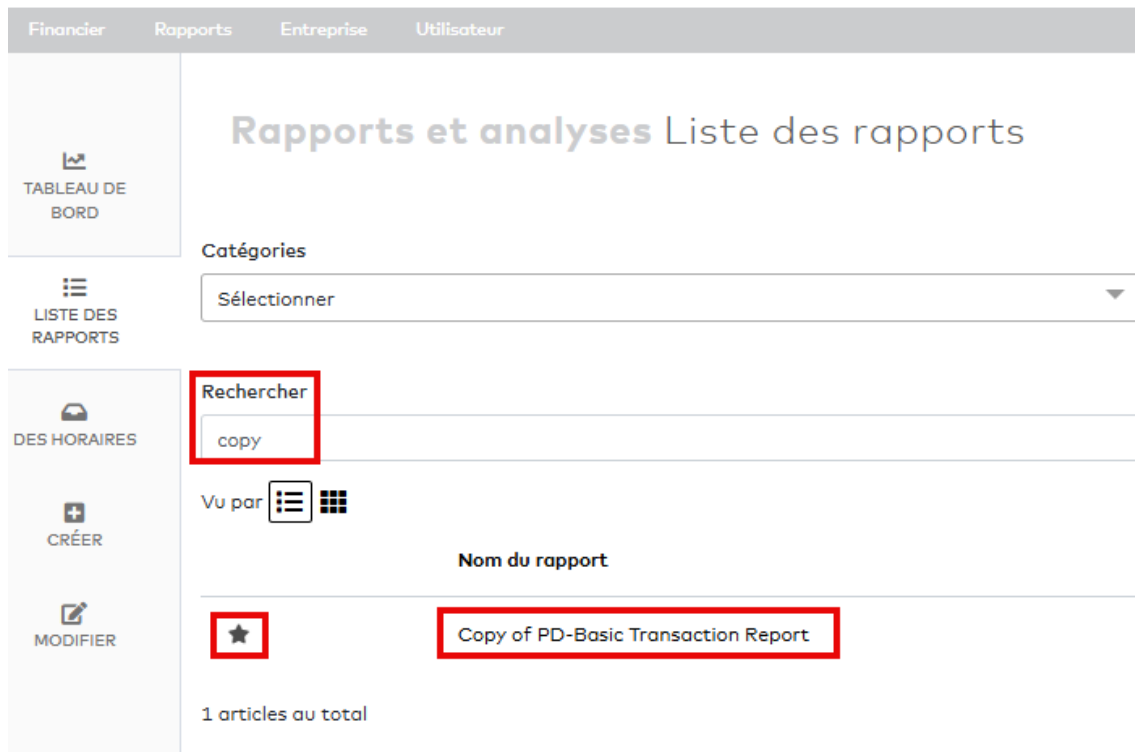 Financier Rapports Entreprise Utilisateur
Rapports et analyses Liste des rapports
TABLEAU DE
BORD
LISTE DES
RAPPORTS
DES HORAIRES
CRÉER
MODIFIER
Catégories
Sélectionner
Rechercher
copy
Vu par
Nom du rapport
Copy of PD-Basic Transaction Report
1 articles au total